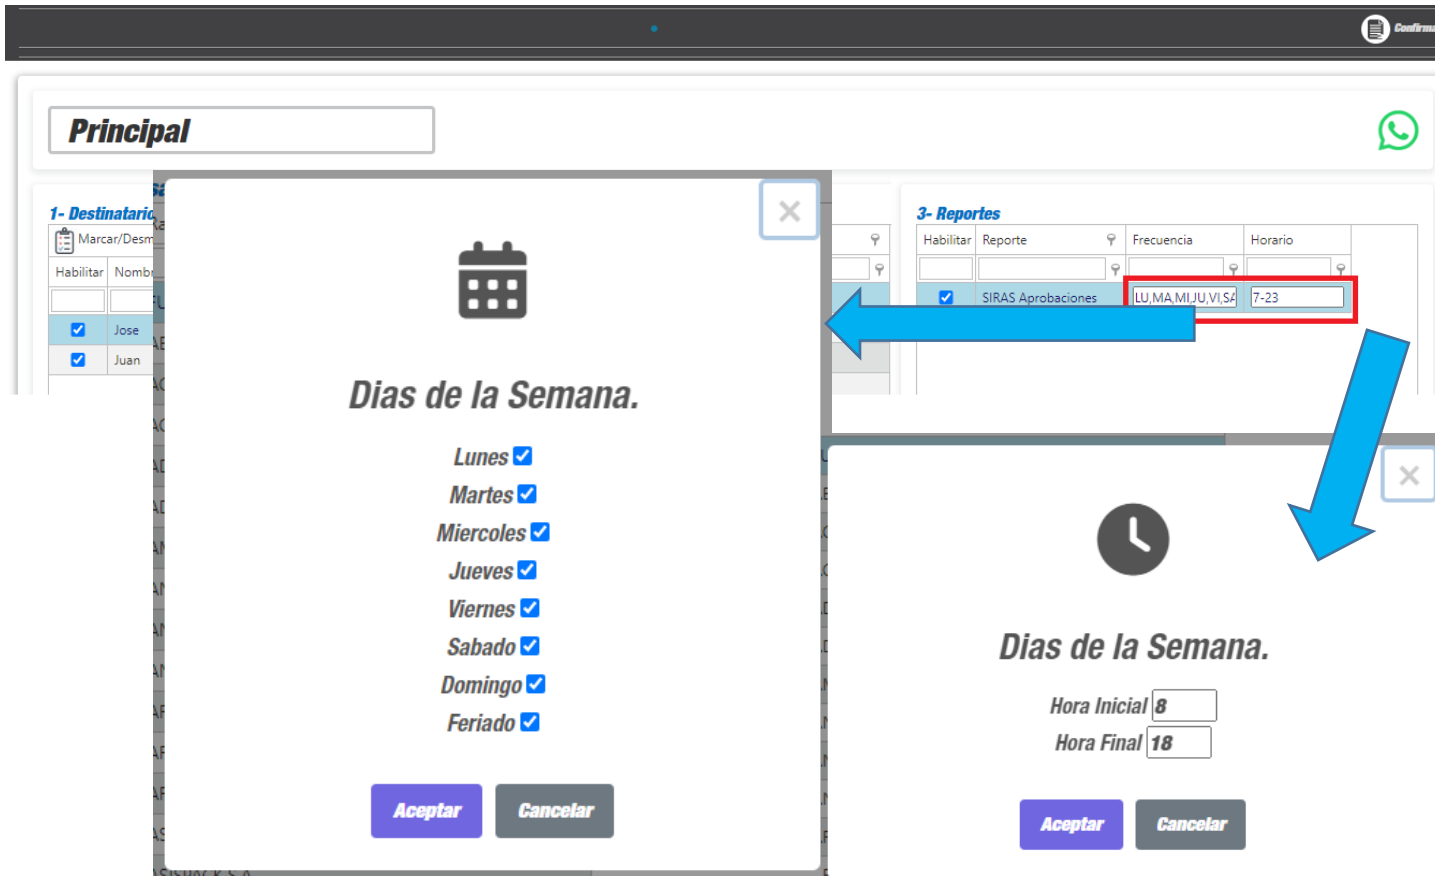 Confirma
Principal
1- Destinatario
Marcar/Desm
Habilitar Nombr
Jose
Juan
3- Reportes
Habilitar Reporte Frecuencia Horario
SIRAS Aprobaciones LU,MA,MI,JU,VI,SA 7-23
Dias de la Semana.
Lunes
Martes
Miercoles
Jueves
Viernes
Sabado
Domingo
Feriado
Aceptar Cancelar
Dias de la Semana.
Hora Inicial 8
Hora Final 18
Aceptar Cancelar